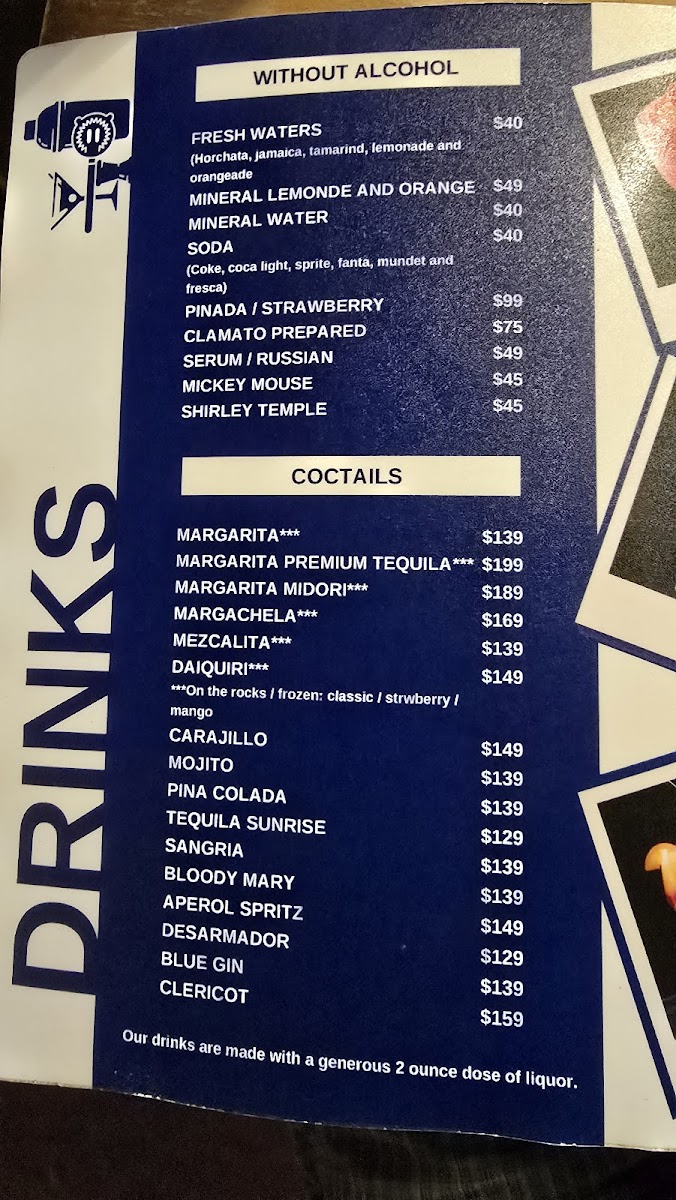 DRINKS
WITHOUT ALCOHOL
FRESH WATERS $40
(Horchata, jamaica, tamarind, lemonade and
orangeade
MINERAL LEMONDE AND ORANGE $49
MINERAL WATER $40
SODA $40
(Coke, coca light, sprite, fanta, mundet and
fresca)
PINADA / STRAWBERRY $99
CLAMATO PREPARED $75
SERUM / RUSSIAN $49
MICKEY MOUSE $45
SHIRLEY TEMPLE $45
COCTAILS
MARGARITA*** $139
MARGARITA PREMIUM TEQUILA*** $199
MARGARITA MIDORI*** $189
MARGACHELA*** $169
MEZCALITA*** $139
DAIQUIRI*** $149
***On the rocks / frozen: classic / strwberry /
mango
CARAJILLO $149
MOJITO $139
PINA COLADA $139
TEQUILA SUNRISE $129
SANGRIA $139
BLOODY MARY $139
APEROL SPRITZ $149
DESARMADOR $129
BLUE GIN $139
CLERICOT $159
Our drinks are made with a generous 2 ounce dose of liquor.